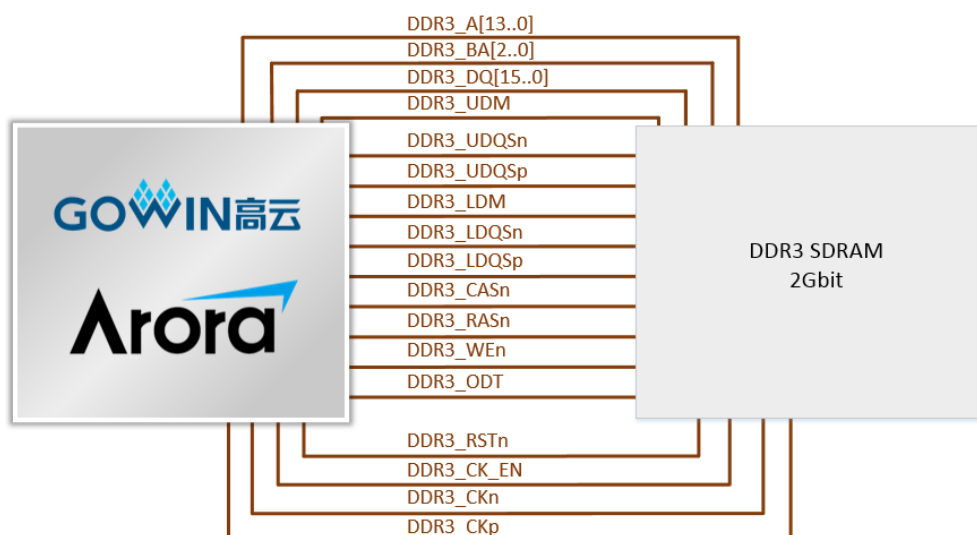 DDR3_A[13..0]
DDR3_BA[2..0]
DDR3_DQ[15..0]
DDR3_UDM
DDR3_UDQSn
DDR3_UDQSp
DDR3_LDM
DDR3_LDQSn
DDR3_LDQSp
DDR3_CASn
DDR3_RASn
DDR3_WEn
DDR3_ODT
DDR3_RSTn
DDR3_CK_EN
DDR3_CKn
DDR3_CKp
GOWIN高云
Arora
DDR3 SDRAM
2Gbit